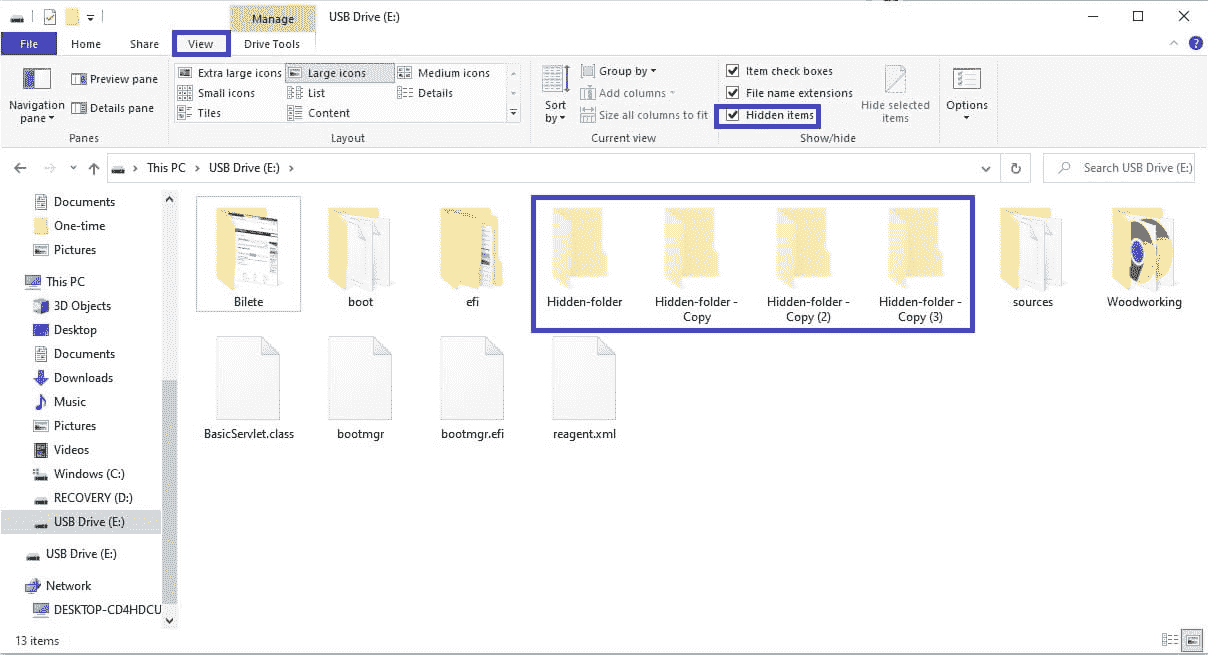 Manage
USB Drive (E:)
File
Home
Share
View
Drive Tools
Navigation pane
Preview pane
Details pane
Panes
Extra large icons
Large icons
Medium icons
Small icons
List
Details
Tiles
Content
Layout
Sort by
Group by
Add columns
Size all columns to fit
Current view
Item check boxes
File name extensions
Hidden items
Hide selected items
Show/hide
Options
This PC
USB Drive (E:)
Search USB Drive (E:)
Documents
One-time
Pictures
This PC
3D Objects
Desktop
Documents
Downloads
Music
Pictures
Videos
Windows (C:)
RECOVERY (D:)
USB Drive (E:)
USB Drive (E:)
Network
DESKTOP-CD4HDCU
Bilete
boot
efi
Hidden-folder
Hidden-folder -
Copy
Hidden-folder -
Copy (2)
Hidden-folder -
Copy (3)
sources
Woodworking
BasicServlet.class
bootmgr
bootmgr.efi
reagent.xml
13 items